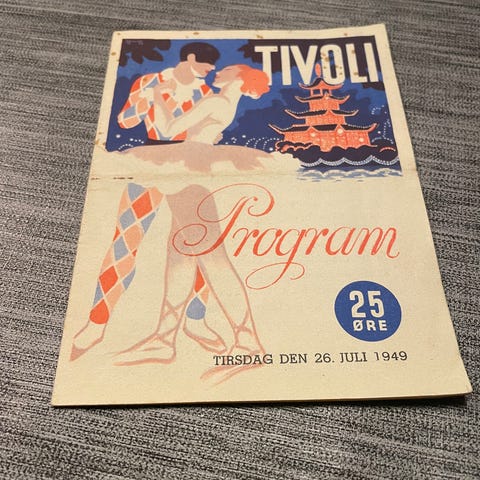 TIVOLI
Program
25
ØRE
TIRSDAG DEN 26. JULI 1949